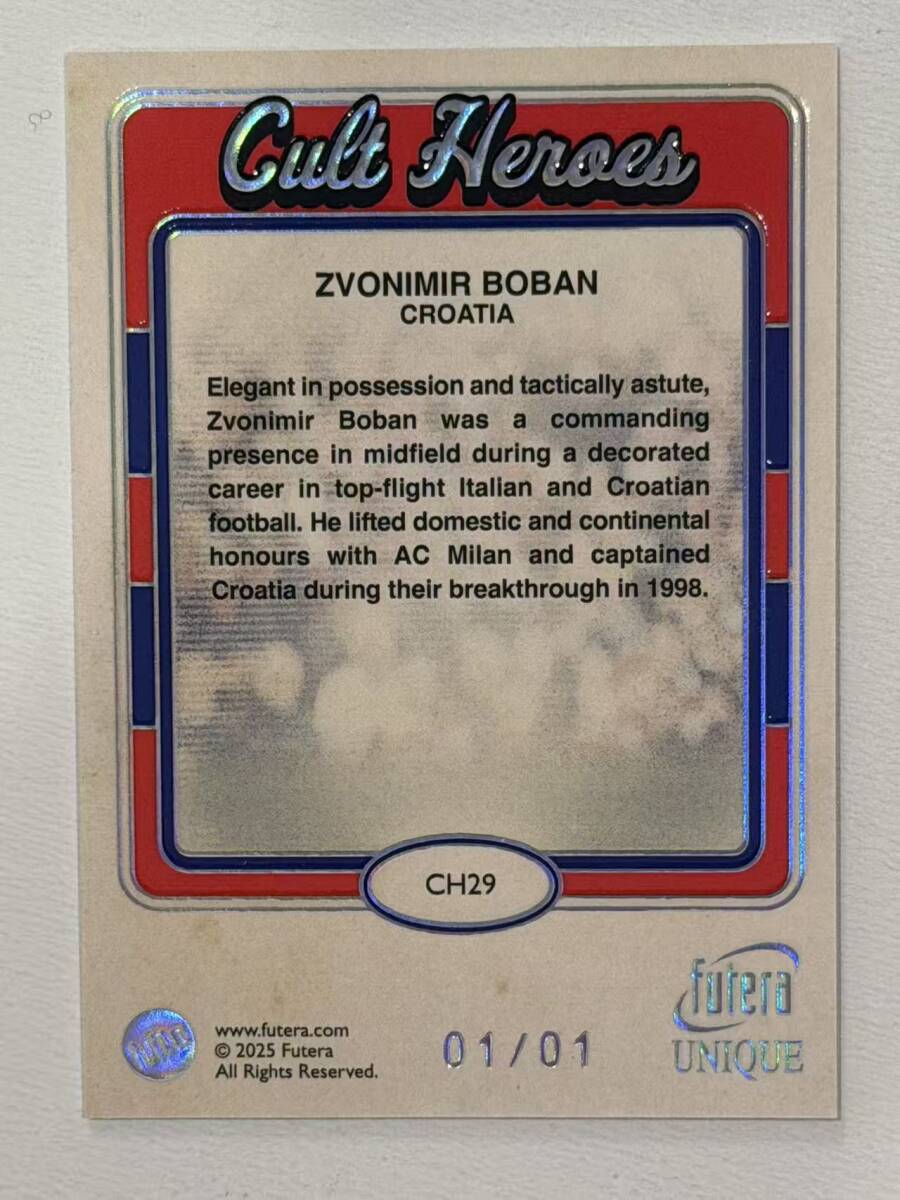 Cult Heroes
ZVONIMIR BOBAN
CROATIA
Elegant in possession and tactically astute,
Zvonimir Boban was a commanding
presence in midfield during a decorated
career in top-flight Italian and Croatian
football. He lifted domestic and continental
honours with AC Milan and captained
Croatia during their breakthrough in 1998.
CH29
futera
UNIQUE
futera
www.futera.com
© 2025 Futera
All Rights Reserved.
01/01